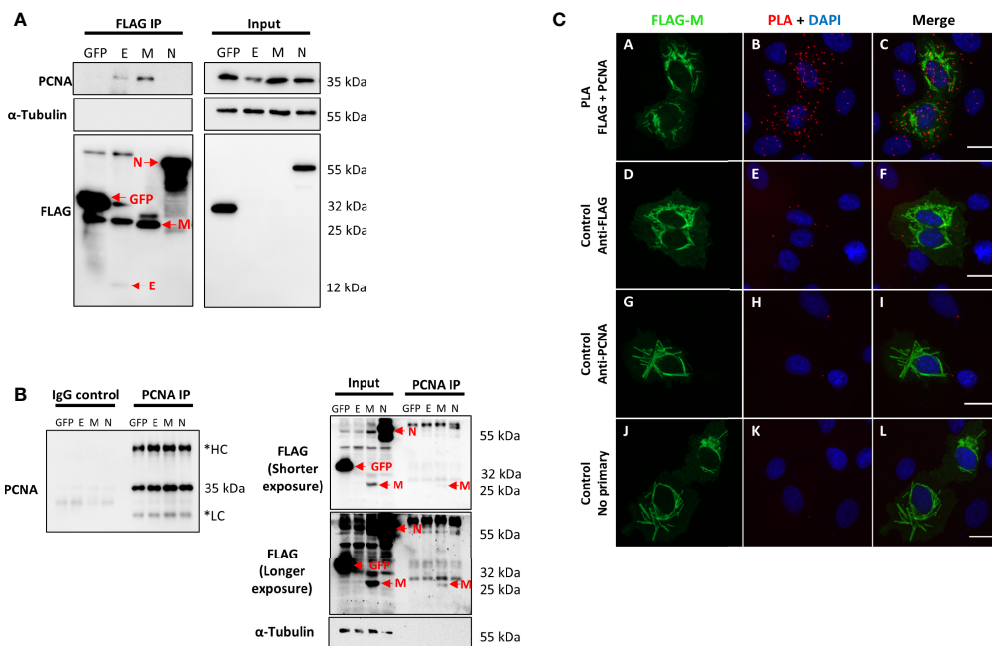 A
FLAG IP
Input
GFP E M N
GFP E M N
PCNA
35 kDa
α-Tubulin
55 kDa
FLAG
N
GFP
M
E
55 kDa
32 kDa
25 kDa
12 kDa
B
IgG control
PCNA IP
GFP E M N
GFP E M N
PCNA
*HC
35 kDa
*LC
Input
PCNA IP
GFP E M N
GFP E M N
FLAG
(Shorter
exposure)
N
GFP
M
M
55 kDa
32 kDa
25 kDa
FLAG
(Longer
exposure)
N
GFP
M
M
55 kDa
32 kDa
25 kDa
α-Tubulin
55 kDa
C
FLAG-M
PLA + DAPI
Merge
PLA
FLAG + PCNA
A
B
C
Control
Anti-FLAG
D
E
F
Control
Anti-PCNA
G
H
I
Control
No primary
J
K
L